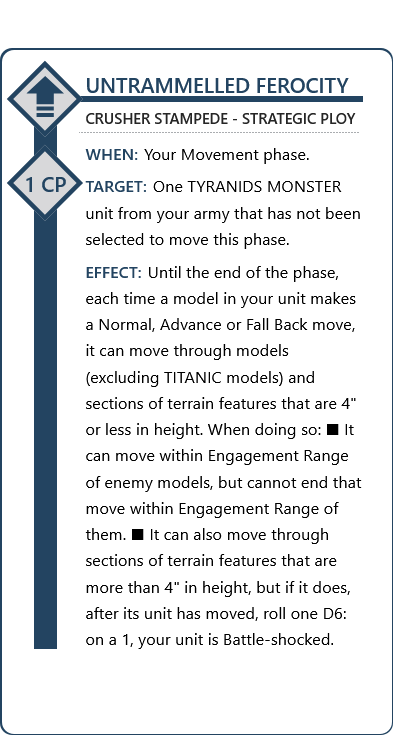 UNTRAMMELLED FEROCITY
CRUSHER STAMPEDE - STRATEGIC PLOY
WHEN: Your Movement phase.
1 CP
TARGET: One TYRANIDS MONSTER
unit from your army that has not been
selected to move this phase.
EFFECT: Until the end of the phase,
each time a model in your unit makes
a Normal, Advance or Fall Back move,
it can move through models
(excluding TITANIC models) and
sections of terrain features that are 4"
or less in height. When doing so: ■ It
can move within Engagement Range
of enemy models, but cannot end that
move within Engagement Range of
them. ■ It can also move through
sections of terrain features that are
more than 4" in height, but if it does,
after its unit has moved, roll one D6:
on a 1, your unit is Battle-shocked.